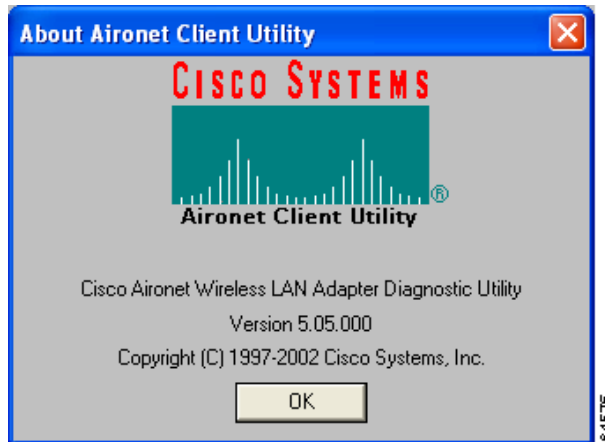 About Aironet Client Utility
CISCO SYSTEMS
®
Aironet Client Utility
Cisco Aironet Wireless LAN Adapter Diagnostic Utility
Version 5.05.000
Copyright (C) 1997-2002 Cisco Systems, Inc.
OK